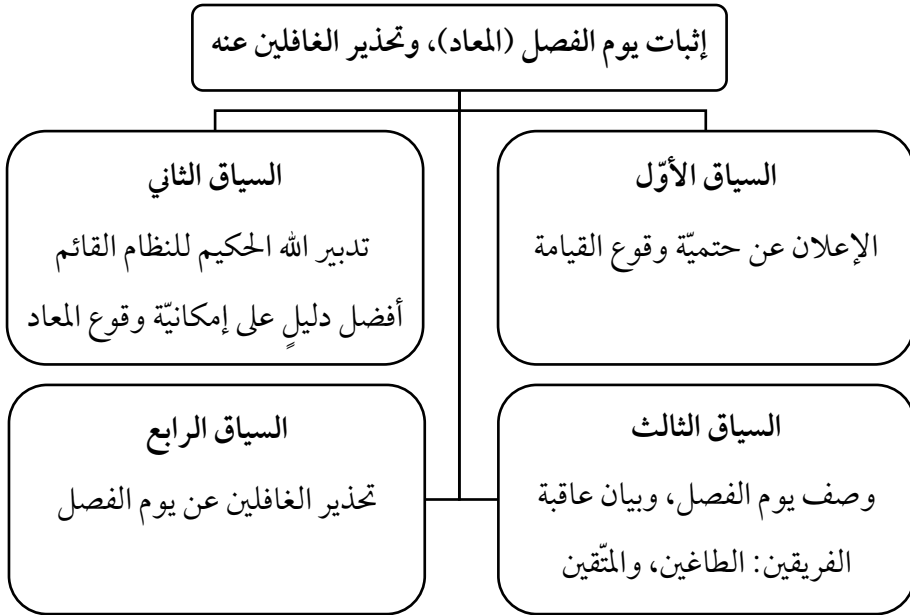 إثبات يوم الفصل (المعاد)، وتحذير الغافلين عنه
السياق الأوّل
الإعلان عن حتميّة وقوع القيامة
السياق الثاني
تدبير الله الحكيم للنظام القائم
أفضل دليلٍ على إمكانيّة وقوع المعاد
السياق الثالث
وصف يوم الفصل، وبيان عاقبة
الفريقين: الطاغين، والمتّقين
السياق الرابع
تحذير الغافلين عن يوم الفصل